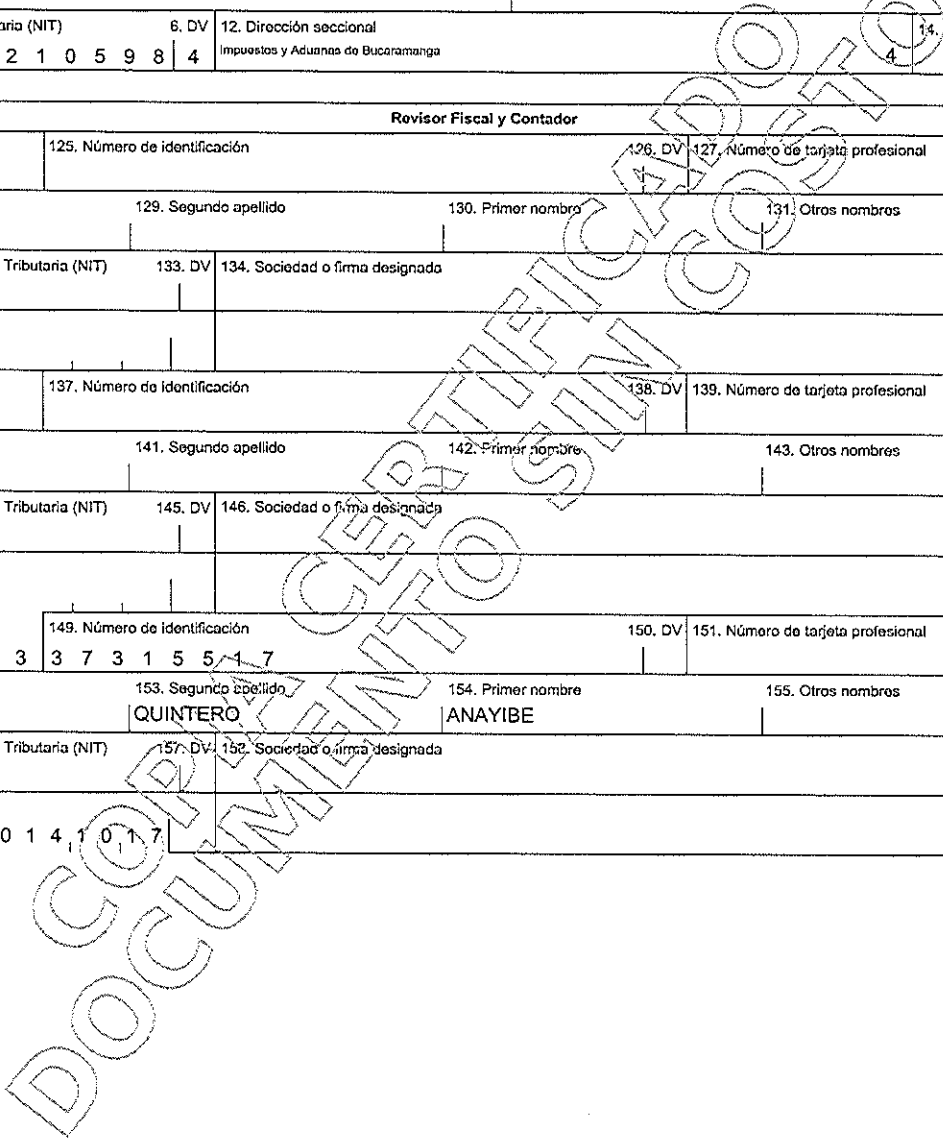 aria (NIT) 6. DV 12. Dirección seccional 14.
2 1 0 5 9 8 4 Impuestos y Aduanas de Bucaramanga 4
Revisor Fiscal y Contador
125. Número de identificación 126. DV 127. Número de tarjeta profesional
129. Segundo apellido 130. Primer nombre 131. Otros nombres
Tributaria (NIT) 133. DV 134. Sociedad o firma designada
137. Número de identificación 138. DV 139. Número de tarjeta profesional
141. Segundo apellido 142. Primer nombre 143. Otros nombres
Tributaria (NIT) 145. DV 146. Sociedad o firma designada
149. Número de identificación 150. DV 151. Número de tarjeta profesional
3 3 7 3 1 5 5 1 7
153. Segundo apellido 154. Primer nombre 155. Otros nombres
QUINTERO ANAYIBE
Tributaria (NIT) 157. DV 158. Sociedad o firma designada
0 1 4 1 0 1 7
COPIA CERTIFICADO
DOCUMENTO SIN COSTO